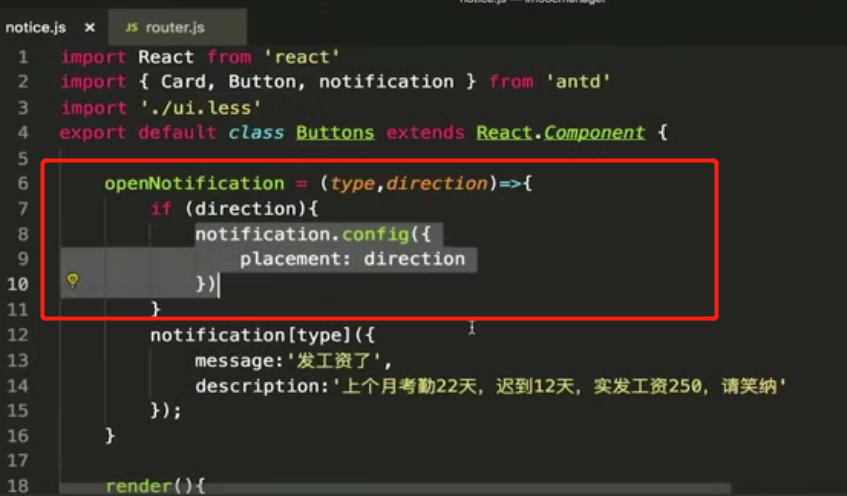 notice.js — imoocmanager
notice.js × JS router.js
1 import React from 'react'
2 import { Card, Button, notification } from 'antd'
3 import './ui.less'
4 export default class Buttons extends React.Component {
5
6 openNotification = (type,direction)=>{
7 if (direction){
8 notification.config({
9 placement: direction
10 })
11 }
12 notification[type]({
13 message:'发工资了',
14 description:'上个月考勤22天，迟到12天，实发工资250，请笑纳'
15 });
16 }
17
18 render(){